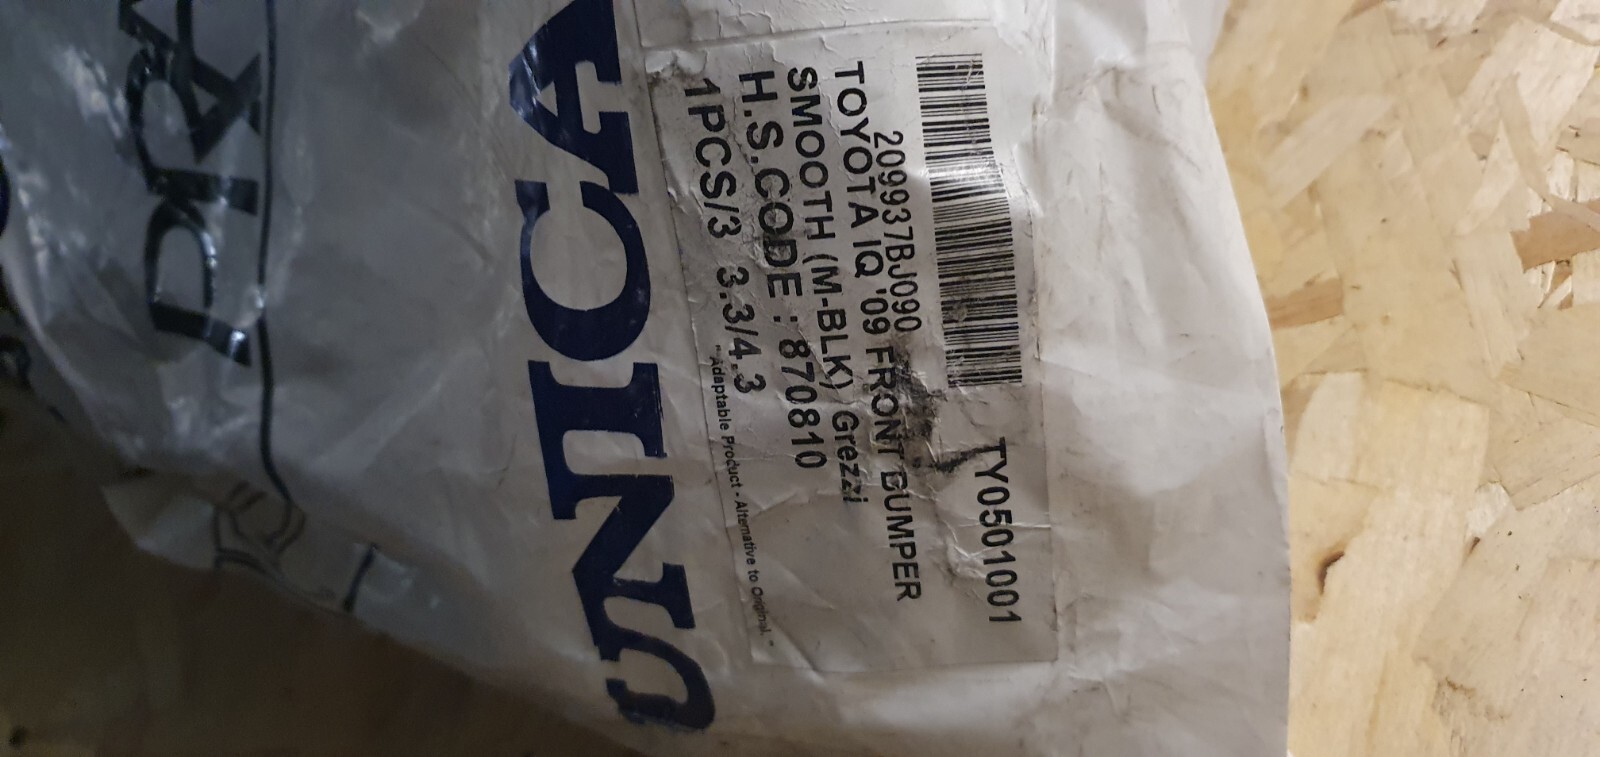 209937BJ090
TY0501001
TOYOTA IQ '09 FRONT BUMPER
SMOOTH (M-BLK) Grezzi
H.S.CODE : 870810
1PCS/3 3.3/4.3
"Adaptable Product - Alternative to Original."
UNICA